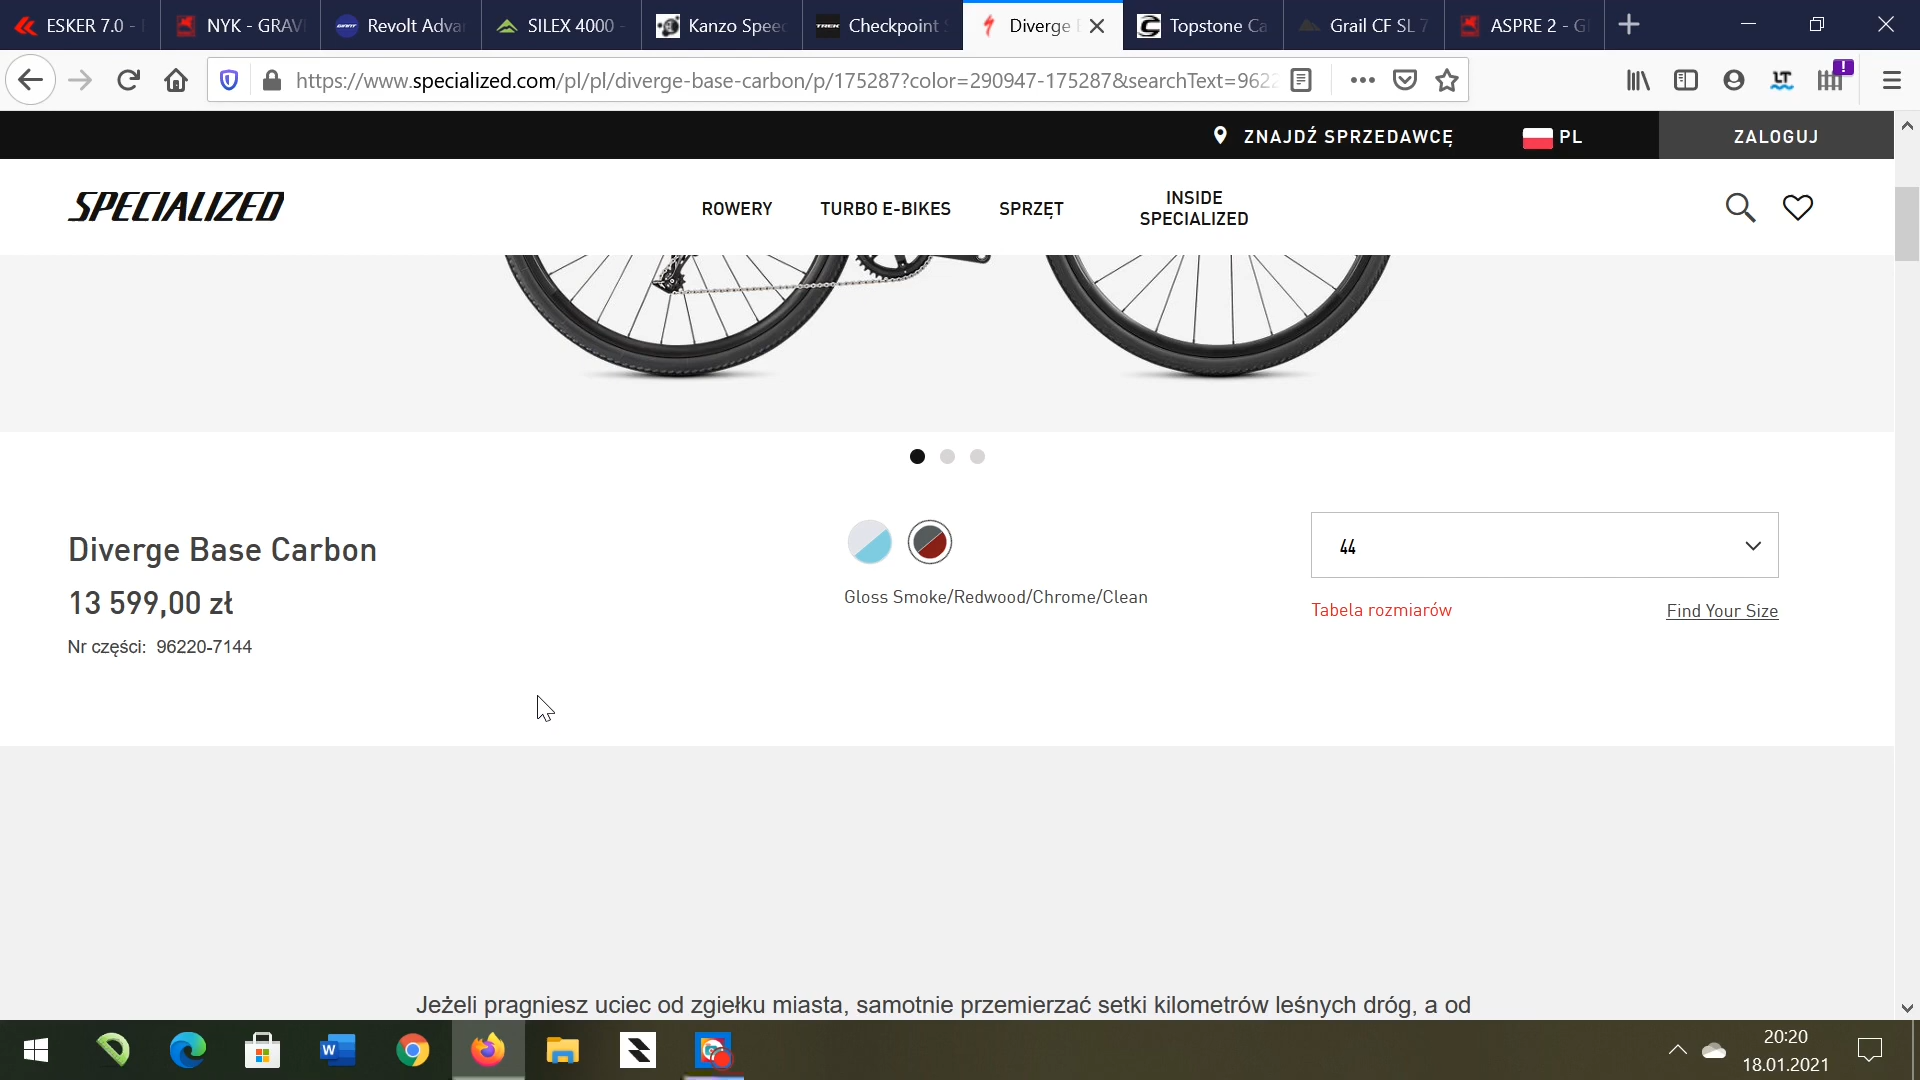 ESKER 7.0 -
NYK - GRAV
Revolt Adva
SILEX 4000 -
Kanzo Spee
Checkpoint S
Diverge
Topstone Ca
Grail CF SL 7
ASPRE 2 - G
https://www.specialized.com/pl/pl/diverge-base-carbon/p/175287?color=290947-175287&searchText=9622
ZNAJDŹ SPRZEDAWCĘ
PL
ZALOGUJ
SPECIALIZED
ROWERY
TURBO E-BIKES
SPRZĘT
INSIDE
SPECIALIZED
Diverge Base Carbon
13 599,00 zł
Nr części: 96220-7144
Gloss Smoke/Redwood/Chrome/Clean
44
Tabela rozmiarów
Find Your Size
Jeżeli pragniesz uciec od zgiełku miasta, samotnie przemierzać setki kilometrów leśnych dróg, a od
20:20
18.01.2021